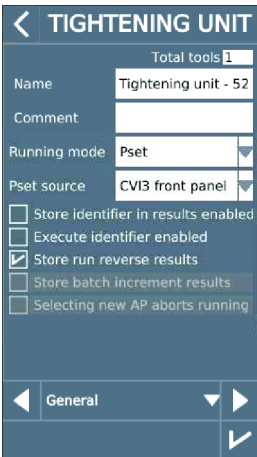 TIGHTENING UNIT
Total tools 1
Name Tightening unit - 52
Comment
Running mode Pset
Pset source CVI3 front panel
Store identifier in results enabled
Execute identifier enabled
Store run reverse results
Store batch increment results
Selecting new AP aborts running
General